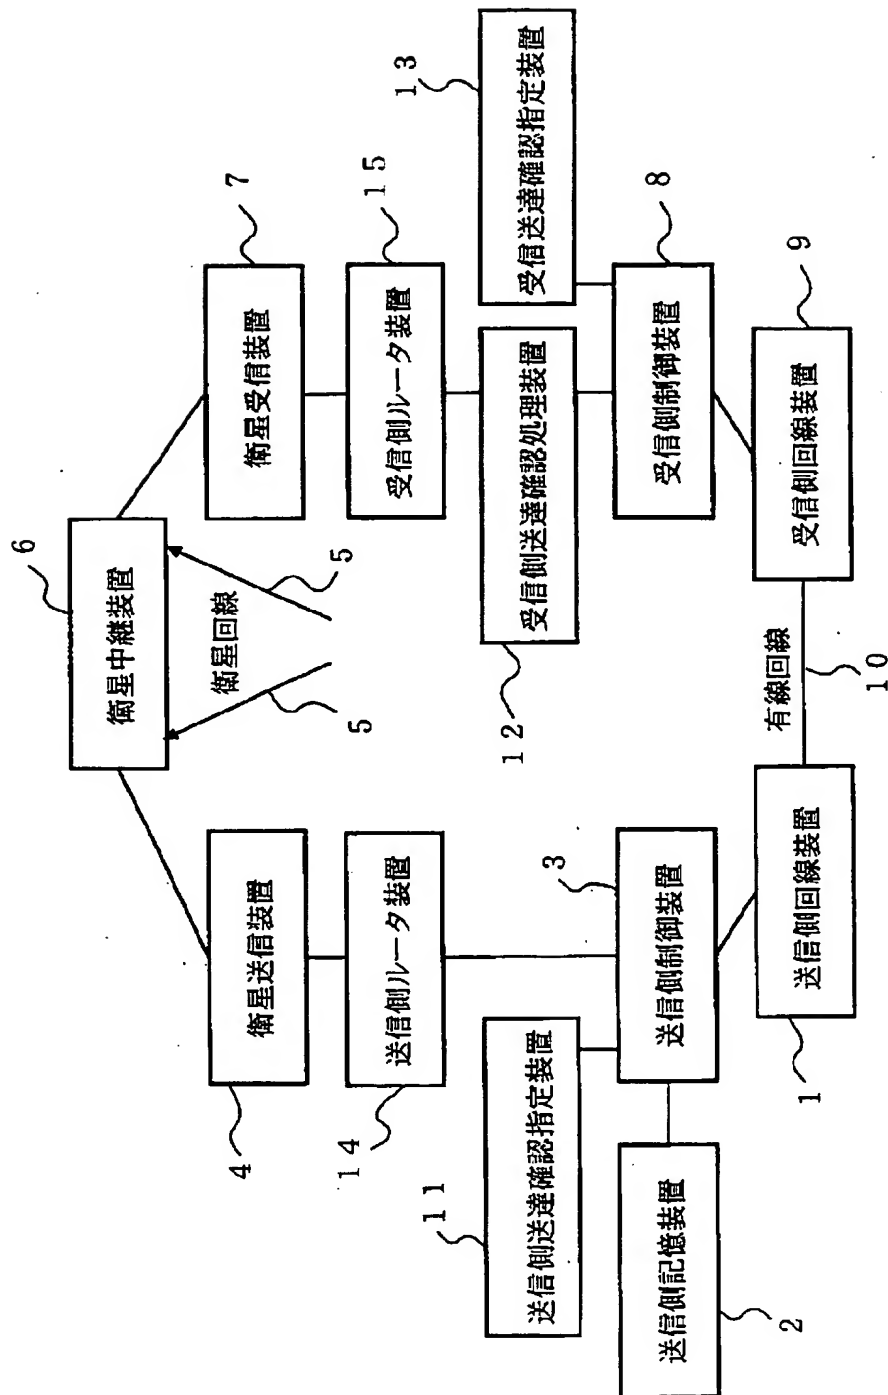 6
衛星中継装置
5
衛星回線
5
4
衛星送信装置
7
衛星受信装置
14
送信側ルータ装置
15
受信側ルータ装置
11
送信側送達確認指定装置
12
受信側送達確認処理装置
13
受信送達確認指定装置
2
送信側記憶装置
3
送信側制御装置
8
受信側制御装置
1
送信側回線装置
有線回線
10
9
受信側回線装置